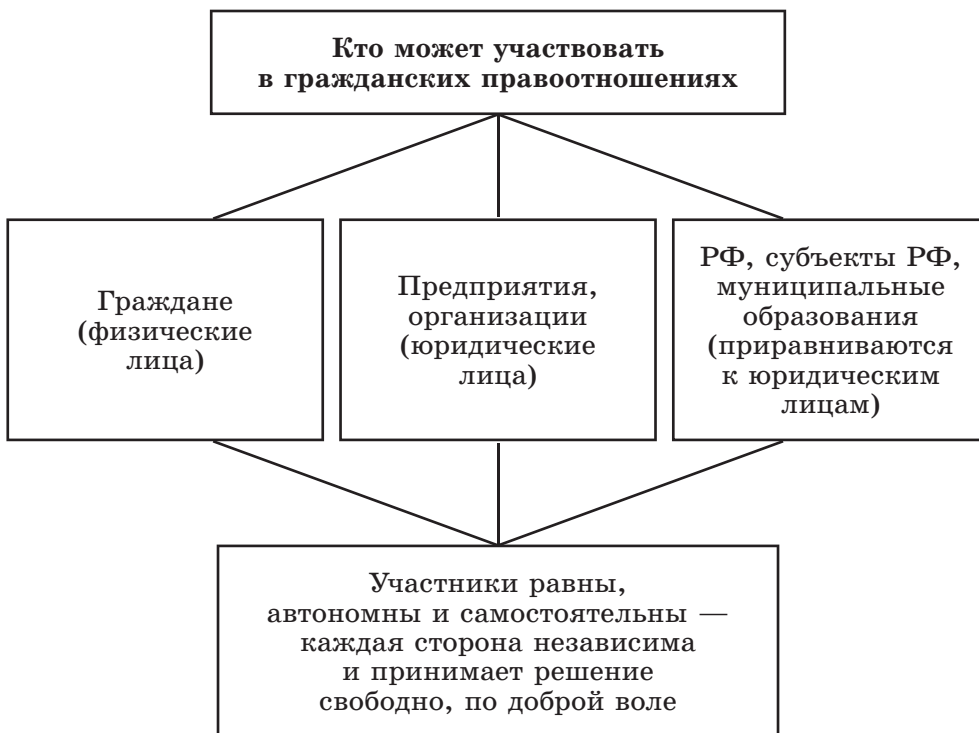 Кто может участвовать
в гражданских правоотношениях
Граждане
(физические
лица)
Предприятия,
организации
(юридические
лица)
РФ, субъекты РФ,
муниципальные
образования
(приравниваются
к юридическим
лицам)
Участники равны,
автономны и самостоятельны —
каждая сторона независима
и принимает решение
свободно, по доброй воле